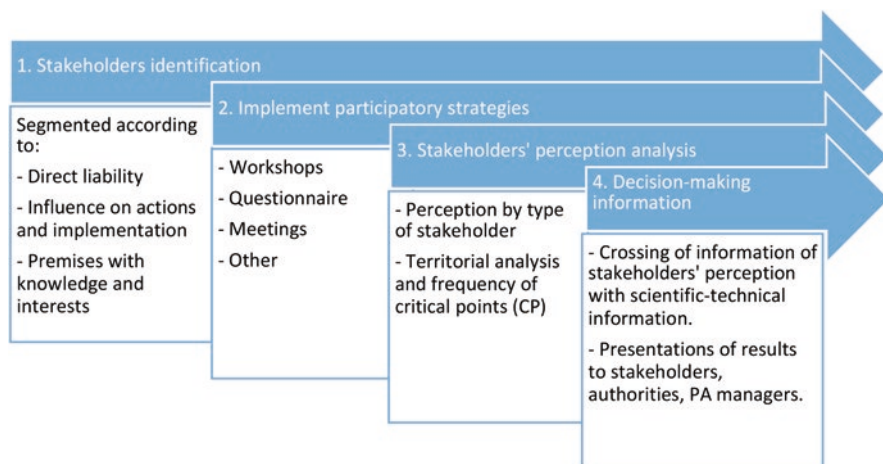 1. Stakeholders identification
Segmented according
to:
- Direct liability
- Influence on actions
and implementation
- Premises with
knowledge and
interests
2. Implement participatory strategies
- Workshops
- Questionnaire
- Meetings
- Other
3. Stakeholders' perception analysis
- Perception by type
of stakeholder
- Territorial analysis
and frequency of
critical points (CP)
4. Decision-making
information
- Crossing of information of
stakeholders' perception
with scientific-technical
information.
- Presentations of results
to stakeholders,
authorities, PA managers.